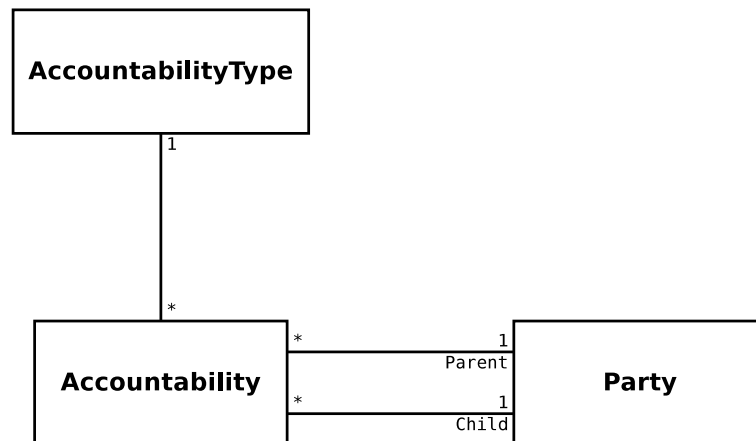 AccountabilityType
1
*
* 1
Parent
Accountability Party
* 1
Child